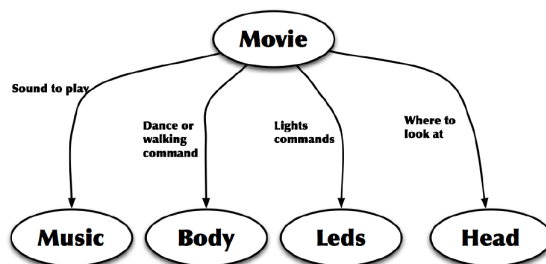 Movie
Sound to play
Dance or
walking
command
Lights
commands
Where to
look at
Music
Body
Leds
Head